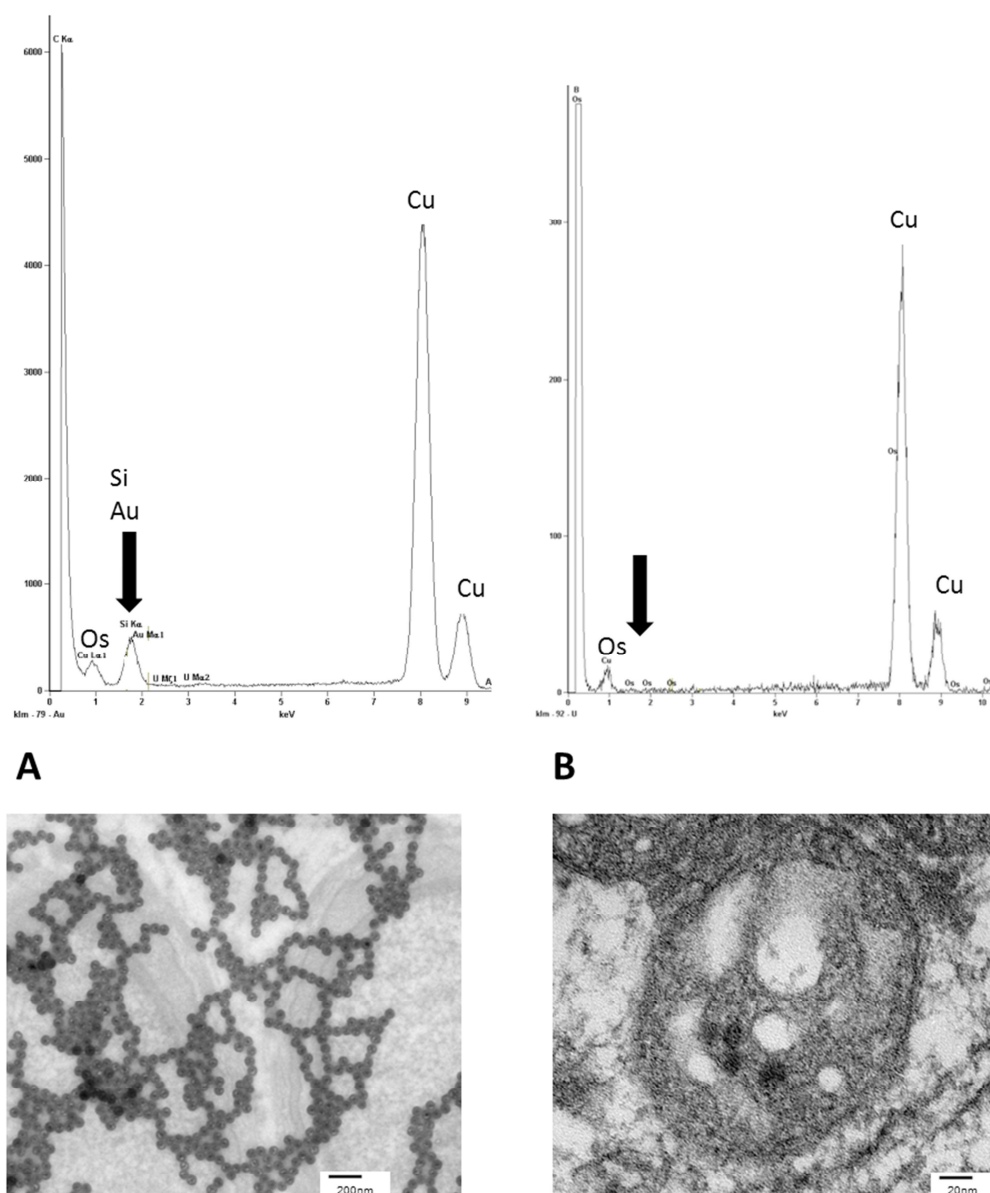 C Kα
6000
5000
4000
3000
2000
1000
0
Cu
Si
Au
Si Kα
Au Mα1
Os
Cu Lα1
U Mζ1 U Mα2
Cu
A
0 1 2 3 4 5 6 7 8 9
klm - 79 - Au
keV
B
Os
300
200
100
0
Cu
Os
Cu
Os
Cu
Os Os Os
Os Os
0 1 2 3 4 5 6 7 8 9 10
klm - 92 - U
keV
A
B
200nm
20nm